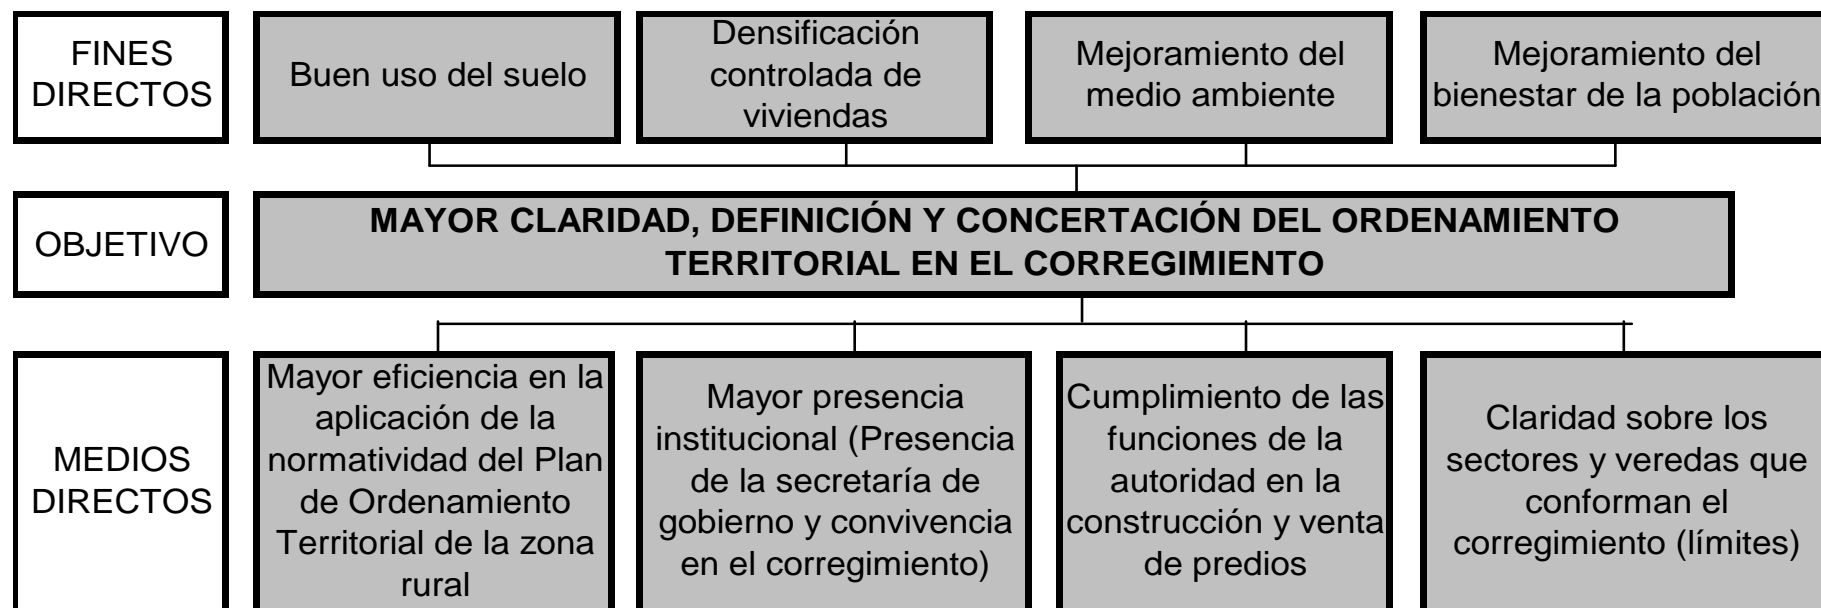 FINES
DIRECTOS
Buen uso del suelo
Densificación
controlada de
viviendas
Mejoramiento del
medio ambiente
Mejoramiento del
bienestar de la población
OBJETIVO
MAYOR CLARIDAD, DEFINICIÓN Y CONCERTACIÓN DEL ORDENAMIENTO
TERRITORIAL EN EL CORREGIMIENTO
MEDIOS
DIRECTOS
Mayor eficiencia en la
aplicación de la
normatividad del Plan
de Ordenamiento
Territorial de la zona
rural
Mayor presencia
institucional (Presencia
de la secretaría de
gobierno y convivencia
en el corregimiento)
Cumplimiento de las
funciones de la
autoridad en la
construcción y venta
de predios
Claridad sobre los
sectores y veredas que
conforman el
corregimiento (límites)